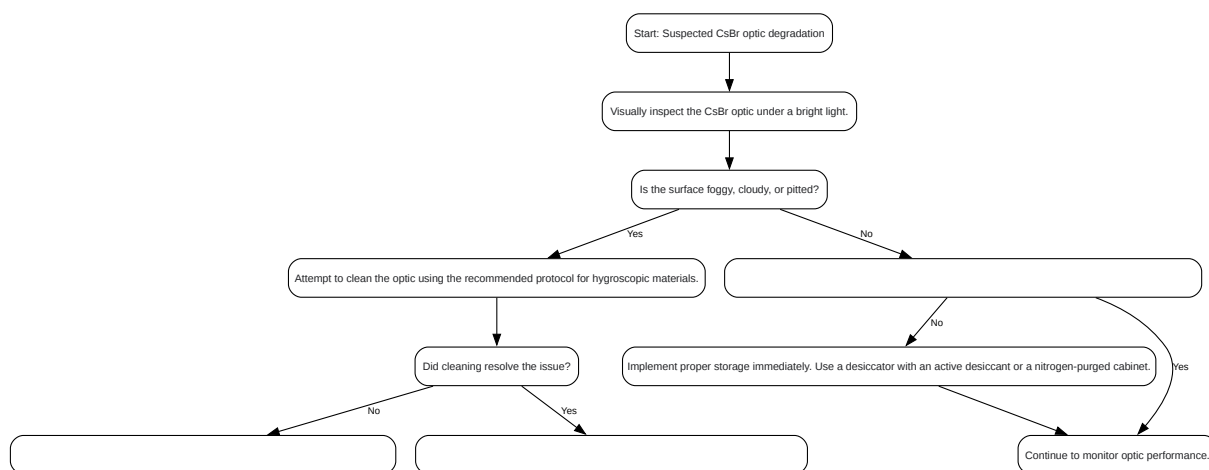 Start: Suspected CsBr optic degradation
Visually inspect the CsBr optic under a bright light.
Is the surface foggy, cloudy, or pitted?
Yes
No
Attempt to clean the optic using the recommended protocol for hygroscopic materials.
No
Did cleaning resolve the issue?
Implement proper storage immediately. Use a desiccator with an active desiccant or a nitrogen-purged cabinet.
Yes
No
Yes
Continue to monitor optic performance.